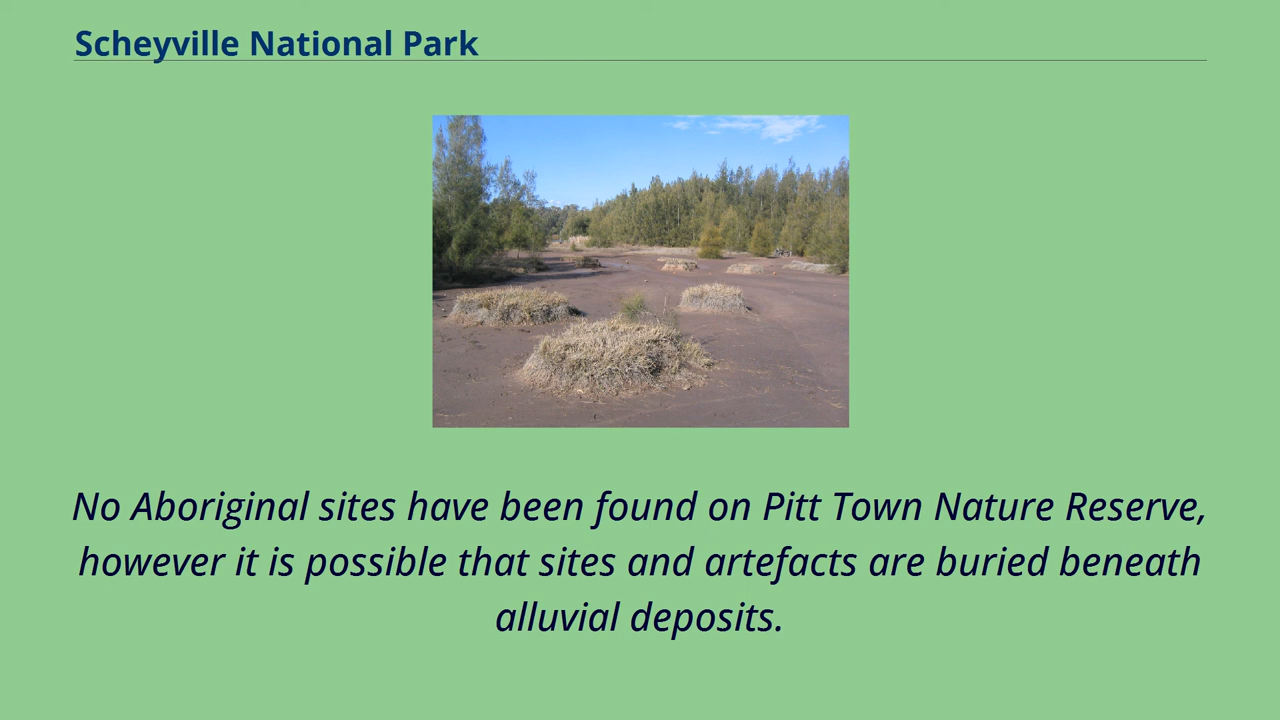 Scheyville National Park
No Aboriginal sites have been found on Pitt Town Nature Reserve,
however it is possible that sites and artefacts are buried beneath
alluvial deposits.